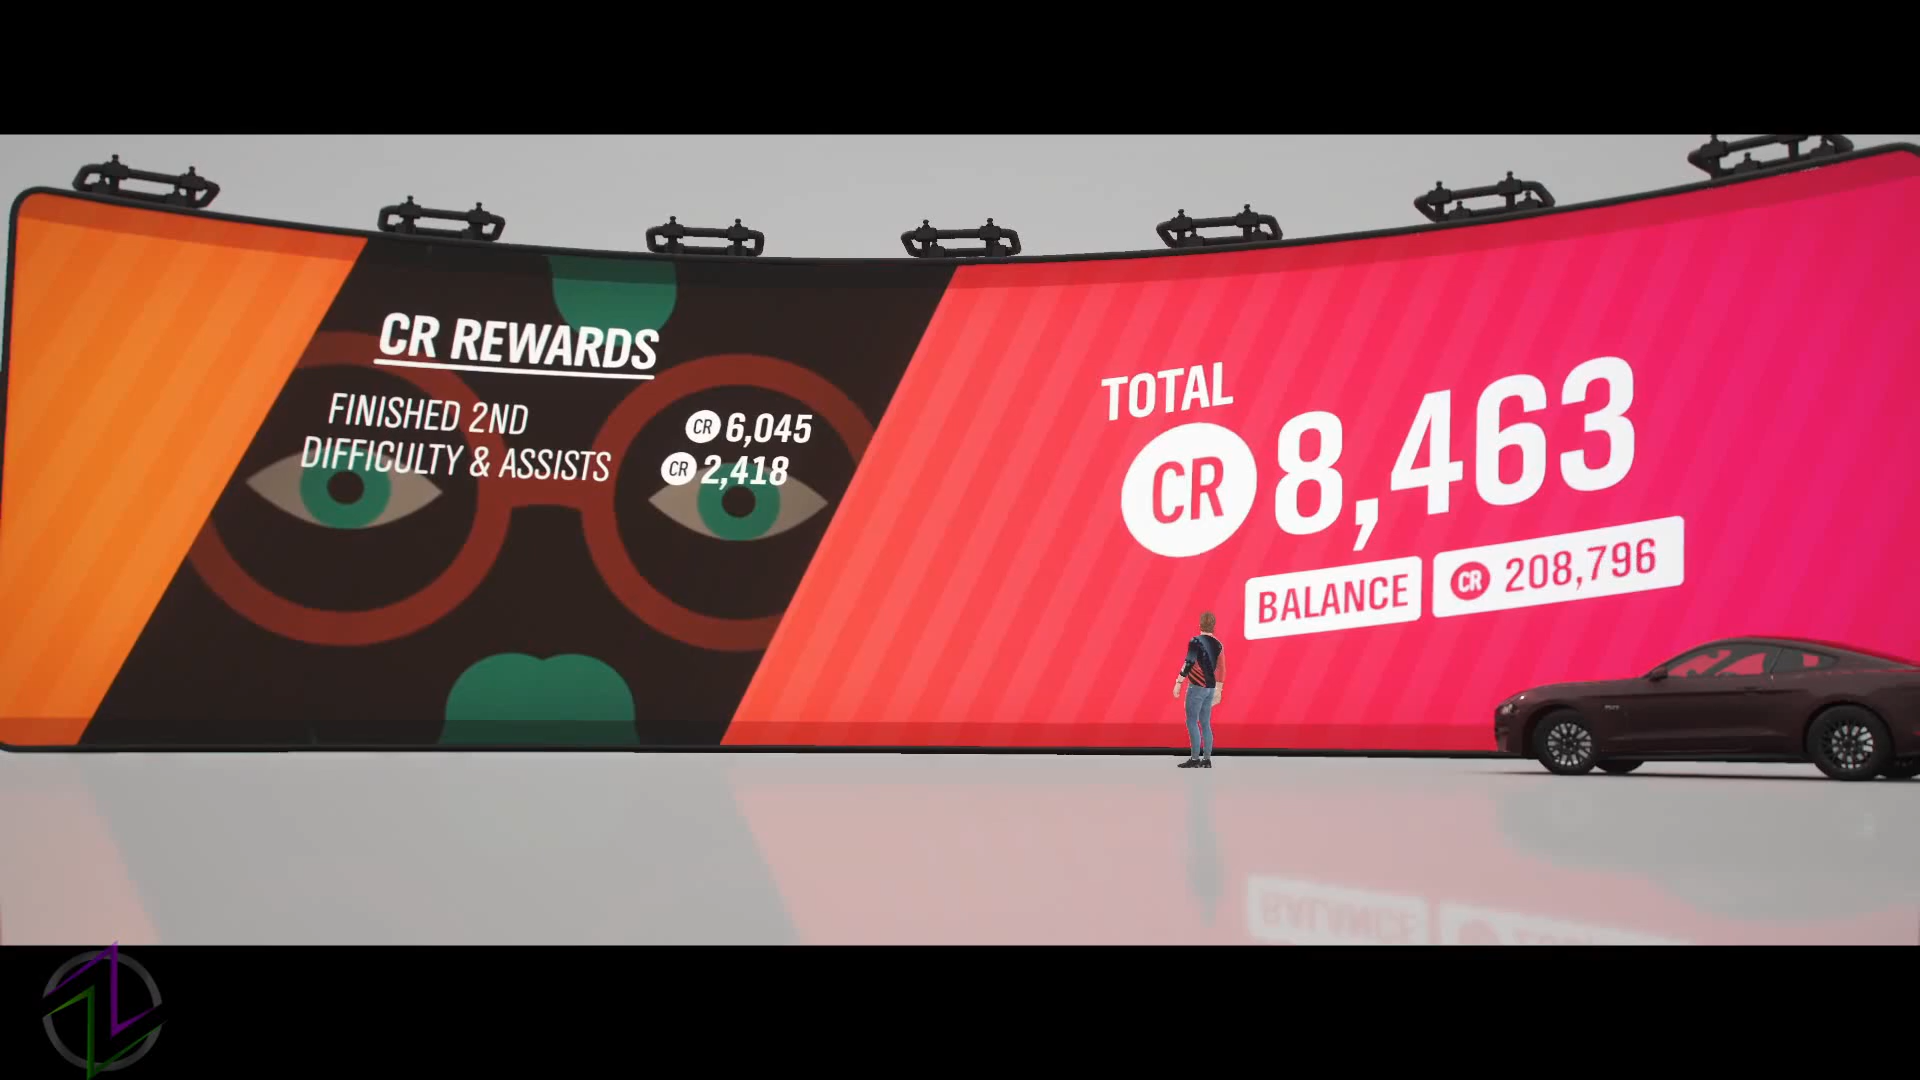 CR REWARDS
FINISHED 2ND CR 6,045
DIFFICULTY & ASSISTS CR 2,418
TOTAL
CR 8,463
BALANCE CR 208,796
BALANCE